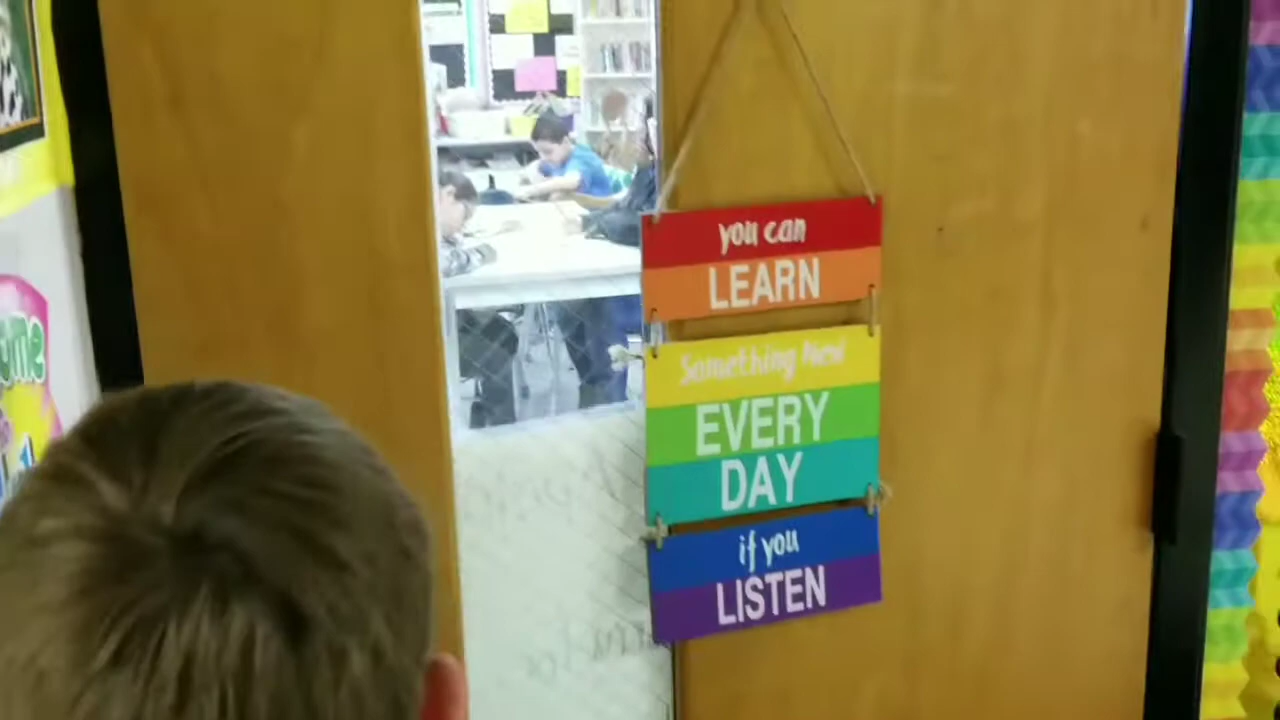 you can
LEARN
Something New
EVERY
DAY
if you
LISTEN